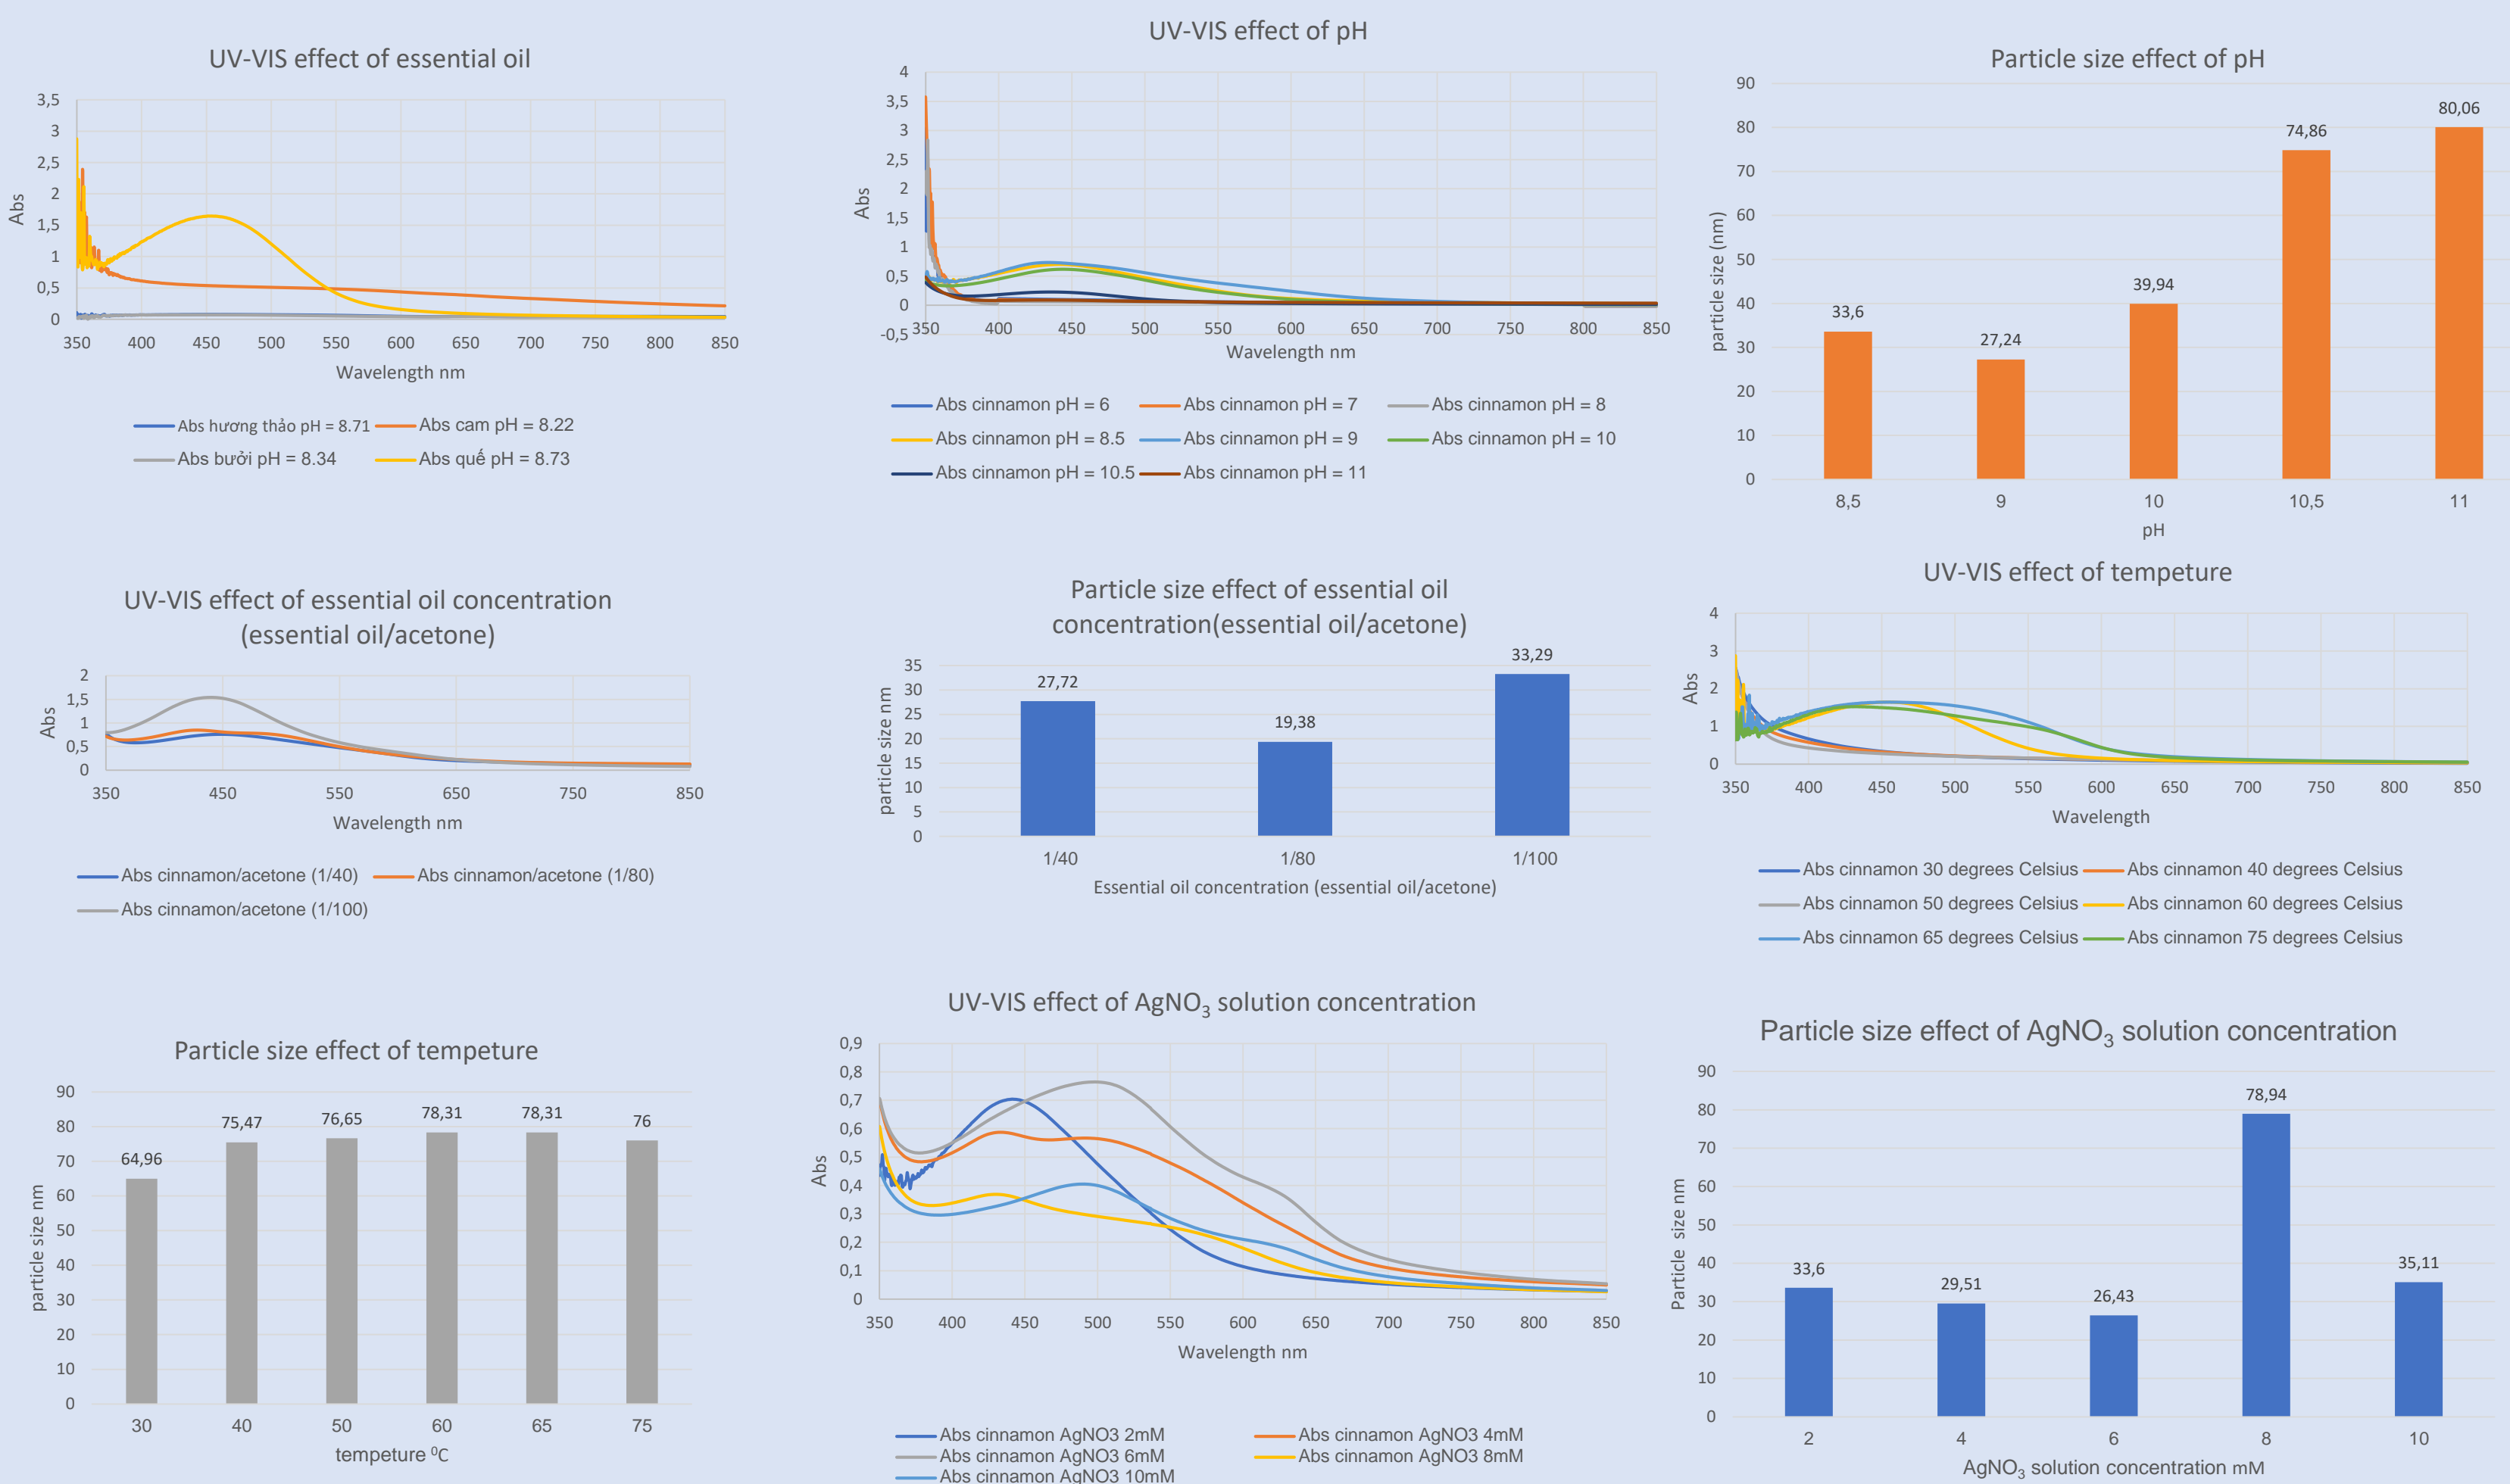 UV-VIS effect of essential oil
3,5
3
2,5
2
1,5
1
0,5
0
Abs
350 400 450 500 550 600 650 700 750 800 850
Wavelength nm
Abs hương thảo pH = 8.71 Abs cam pH = 8.22
Abs bưởi pH = 8.34 Abs quế pH = 8.73
UV-VIS effect of pH
4
3,5
3
2,5
2
1,5
1
0,5
0
-0,5
Abs
350 400 450 500 550 600 650 700 750 800 850
Wavelength nm
Abs cinnamon pH = 6 Abs cinnamon pH = 7 Abs cinnamon pH = 8
Abs cinnamon pH = 8.5 Abs cinnamon pH = 9 Abs cinnamon pH = 10
Abs cinnamon pH = 10.5 Abs cinnamon pH = 11
Particle size effect of pH
90
80
70
60
50
40
30
20
10
0
particle size (nm)
33,6 27,24 39,94 74,86 80,06
8,5 9 10 10,5 11
pH
UV-VIS effect of essential oil concentration
(essential oil/acetone)
2
1,5
1
0,5
0
Abs
350 450 550 650 750 850
Wavelength nm
Abs cinnamon/acetone (1/40) Abs cinnamon/acetone (1/80)
Abs cinnamon/acetone (1/100)
Particle size effect of essential oil
concentration(essential oil/acetone)
35
30
25
20
15
10
5
0
particle size nm
27,72 19,38 33,29
1/40 1/80 1/100
Essential oil concentration (essential oil/acetone)
UV-VIS effect of tempeture
4
3
2
1
0
Abs
350 400 450 500 550 600 650 700 750 800 850
Wavelength
Abs cinnamon 30 degrees Celsius Abs cinnamon 40 degrees Celsius
Abs cinnamon 50 degrees Celsius Abs cinnamon 60 degrees Celsius
Abs cinnamon 65 degrees Celsius Abs cinnamon 75 degrees Celsius
Particle size effect of tempeture
90
80
70
60
50
40
30
20
10
0
particle size nm
64,96 75,47 76,65 78,31 78,31 76
30 40 50 60 65 75
tempeture ⁰C
UV-VIS effect of AgNO₃ solution concentration
0,9
0,8
0,7
0,6
0,5
0,4
0,3
0,2
0,1
0
Abs
350 400 450 500 550 600 650 700 750 800 850
Wavelength nm
Abs cinnamon AgNO3 2mM Abs cinnamon AgNO3 4mM
Abs cinnamon AgNO3 6mM Abs cinnamon AgNO3 8mM
Abs cinnamon AgNO3 10mM
Particle size effect of AgNO₃ solution concentration
90
80
70
60
50
40
30
20
10
0
Particle size nm
33,6 29,51 26,43 78,94 35,11
2 4 6 8 10
AgNO₃ solution concentration mM